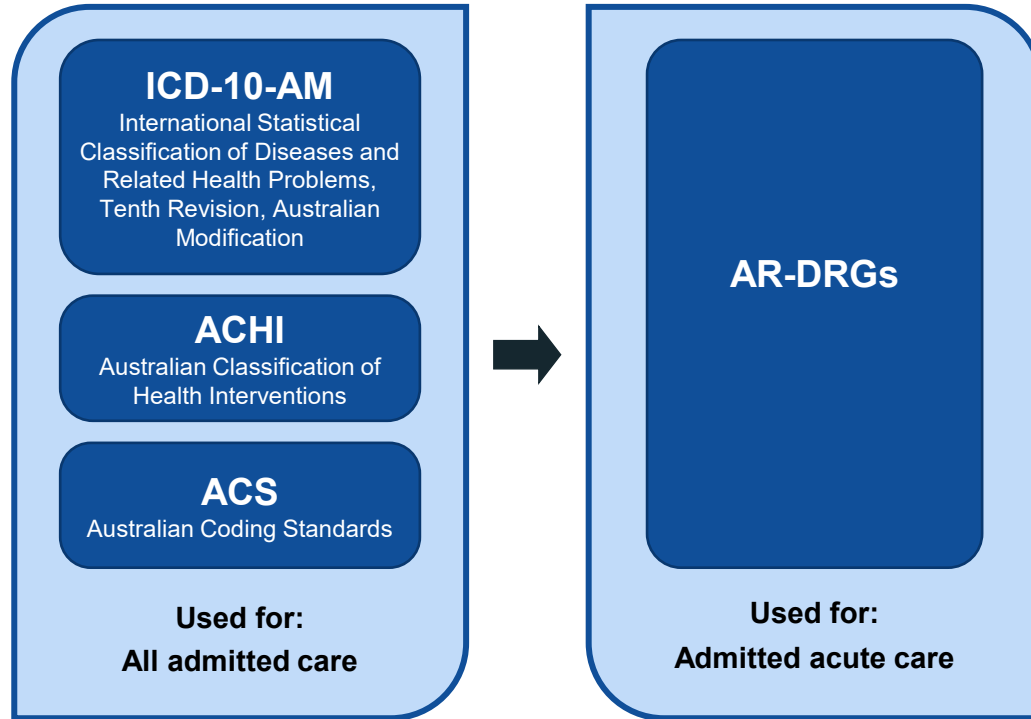 ICD-10-AM
International Statistical
Classification of Diseases and
Related Health Problems,
Tenth Revision, Australian
Modification
ACHI
Australian Classification of
Health Interventions
ACS
Australian Coding Standards
Used for:
All admitted care
AR-DRGs
Used for:
Admitted acute care